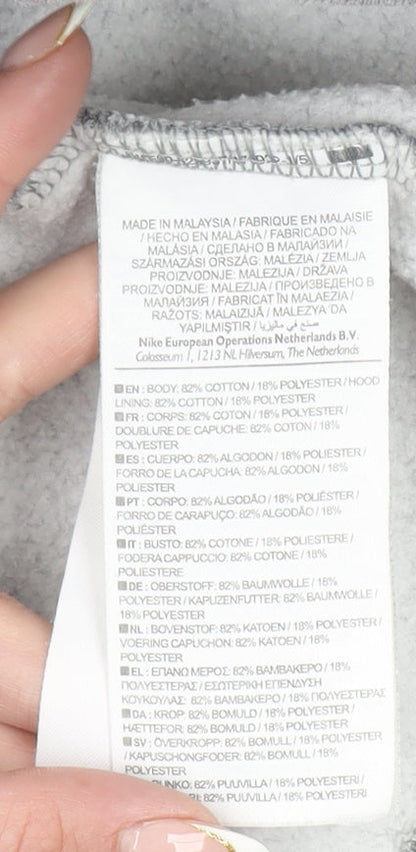 1/5
MADE IN MALAYSIA / FABRIQUE EN MALAISIE
/ HECHO EN MALASIA / FABRICADO NA
MALÁSIA / СДЕЛАНО В МАЛАЙЗИИ /
SZÁRMAZÁSI ORSZÁG: MALÉZIA / ZEMLJA
PROIZVODNJE: MALEZIJA / DRŽAVA
PROIZVODNJE: MALEZIJA / ПРОИЗВЕДЕНО В
МАЛАЙЗИЯ / FABRICAT ÎN MALAEZIA /
RAŽOTS: MALAIZIJĀ / MALEZYA 'DA
YAPILMIŞTIR / صنع في ماليزيا
Nike European Operations Netherlands B.V.
Colosseum 1, 1213 NL Hilversum, The Netherlands
EN : BODY: 82% COTTON / 18% POLYESTER / HOOD
LINING: 82% COTTON / 18% POLYESTER
FR : CORPS: 82% COTON / 18% POLYESTER /
DOUBLURE DE CAPUCHE: 82% COTON / 18%
POLYESTER
ES : CUERPO: 82% ALGODON / 18% POLIESTER /
FORRO DE LA CAPUCHA: 82% ALGODON / 18%
POLIESTER
PT : CORPO: 82% ALGODÃO / 18% POLIÉSTER /
FORRO DE CARAPUÇO: 82% ALGODÃO / 18%
POLIÉSTER
IT : BUSTO: 82% COTONE / 18% POLIESTERE /
FODERA CAPPUCCIO: 82% COTONE / 18%
POLIESTERE
DE : OBERSTOFF: 82% BAUMWOLLE / 18%
POLYESTER / KAPUZENFUTTER: 82% BAUMWOLLE /
18% POLYESTER
NL : BOVENSTOF: 82% KATOEN / 18% POLYESTER /
VOERING CAPUCHON: 82% KATOEN / 18%
POLYESTER
EL : ΕΠΑΝΩ ΜΕΡΟΣ: 82% ΒΑΜΒΑΚΕΡΟ / 18%
ΠΟΛΥΕΣΤΕΡΑΣ / ΕΣΩΤΕΡΙΚΗ ΕΠΕΝΔΥΣΗ
ΚΟΥΚΟΥΛΑΣ: 82% ΒΑΜΒΑΚΕΡΟ / 18% ΠΟΛΥΕΣΤΕΡΑΣ
DA : KROP: 82% BOMULD / 18% POLYESTER /
HÆTTEFOR: 82% BOMULD / 18% POLYESTER
SV : ÖVERKROPP: 82% BOMULL / 18% POLYESTER
/ KAPUSCHONGFODER: 82% BOMULL / 18%
POLYESTER
82% PUUVILLA / 18% POLYESTERI /
82% PUUVILLA / 18% POLYESTERI